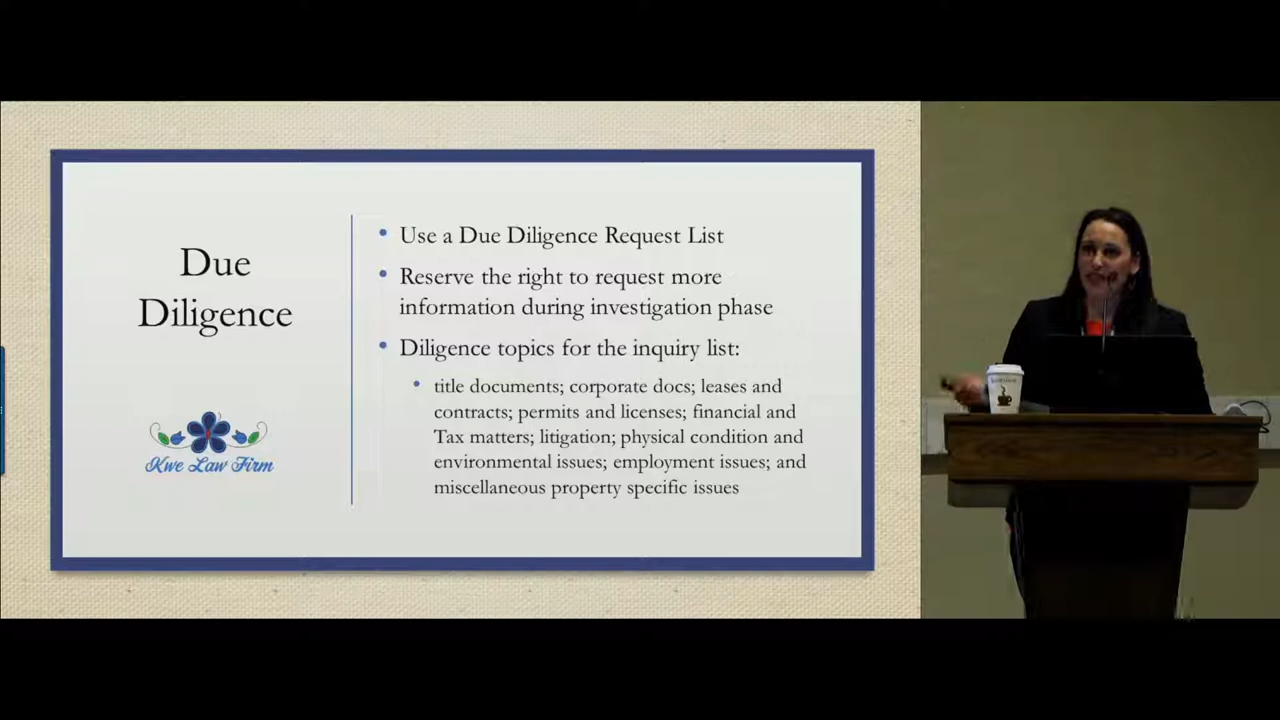 Due
Diligence
Kwe Law Firm
• Use a Due Diligence Request List
• Reserve the right to request more
information during investigation phase
• Diligence topics for the inquiry list:
• title documents; corporate docs; leases and
contracts; permits and licenses; financial and
Tax matters; litigation; physical condition and
environmental issues; employment issues; and
miscellaneous property specific issues